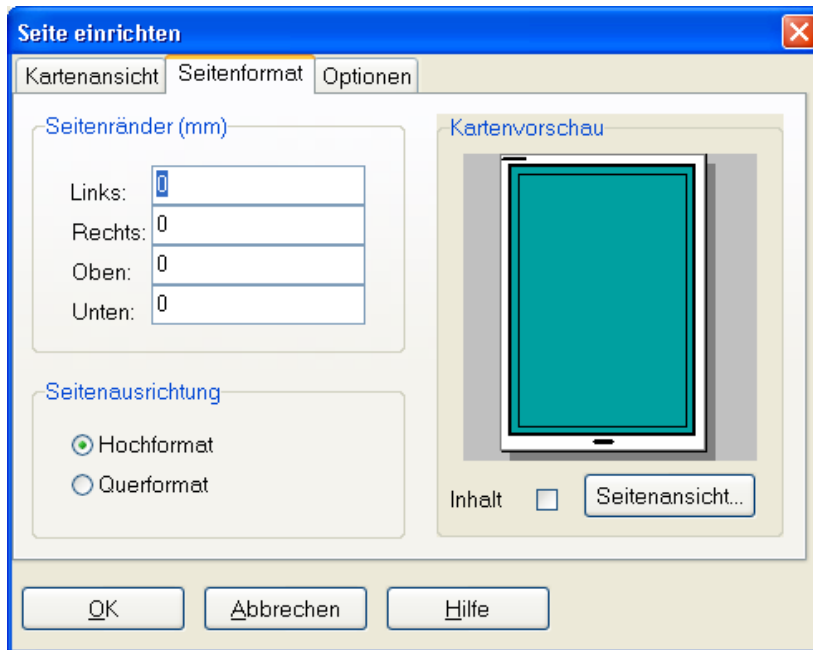 Seite einrichten
Kartenansicht Seitenformat Optionen
Seitenränder (mm)
Links: 0
Rechts: 0
Oben: 0
Unten: 0
Seitenausrichtung
Hochformat
Querformat
Kartenvorschau
Inhalt Seitenansicht...
OK Abbrechen Hilfe